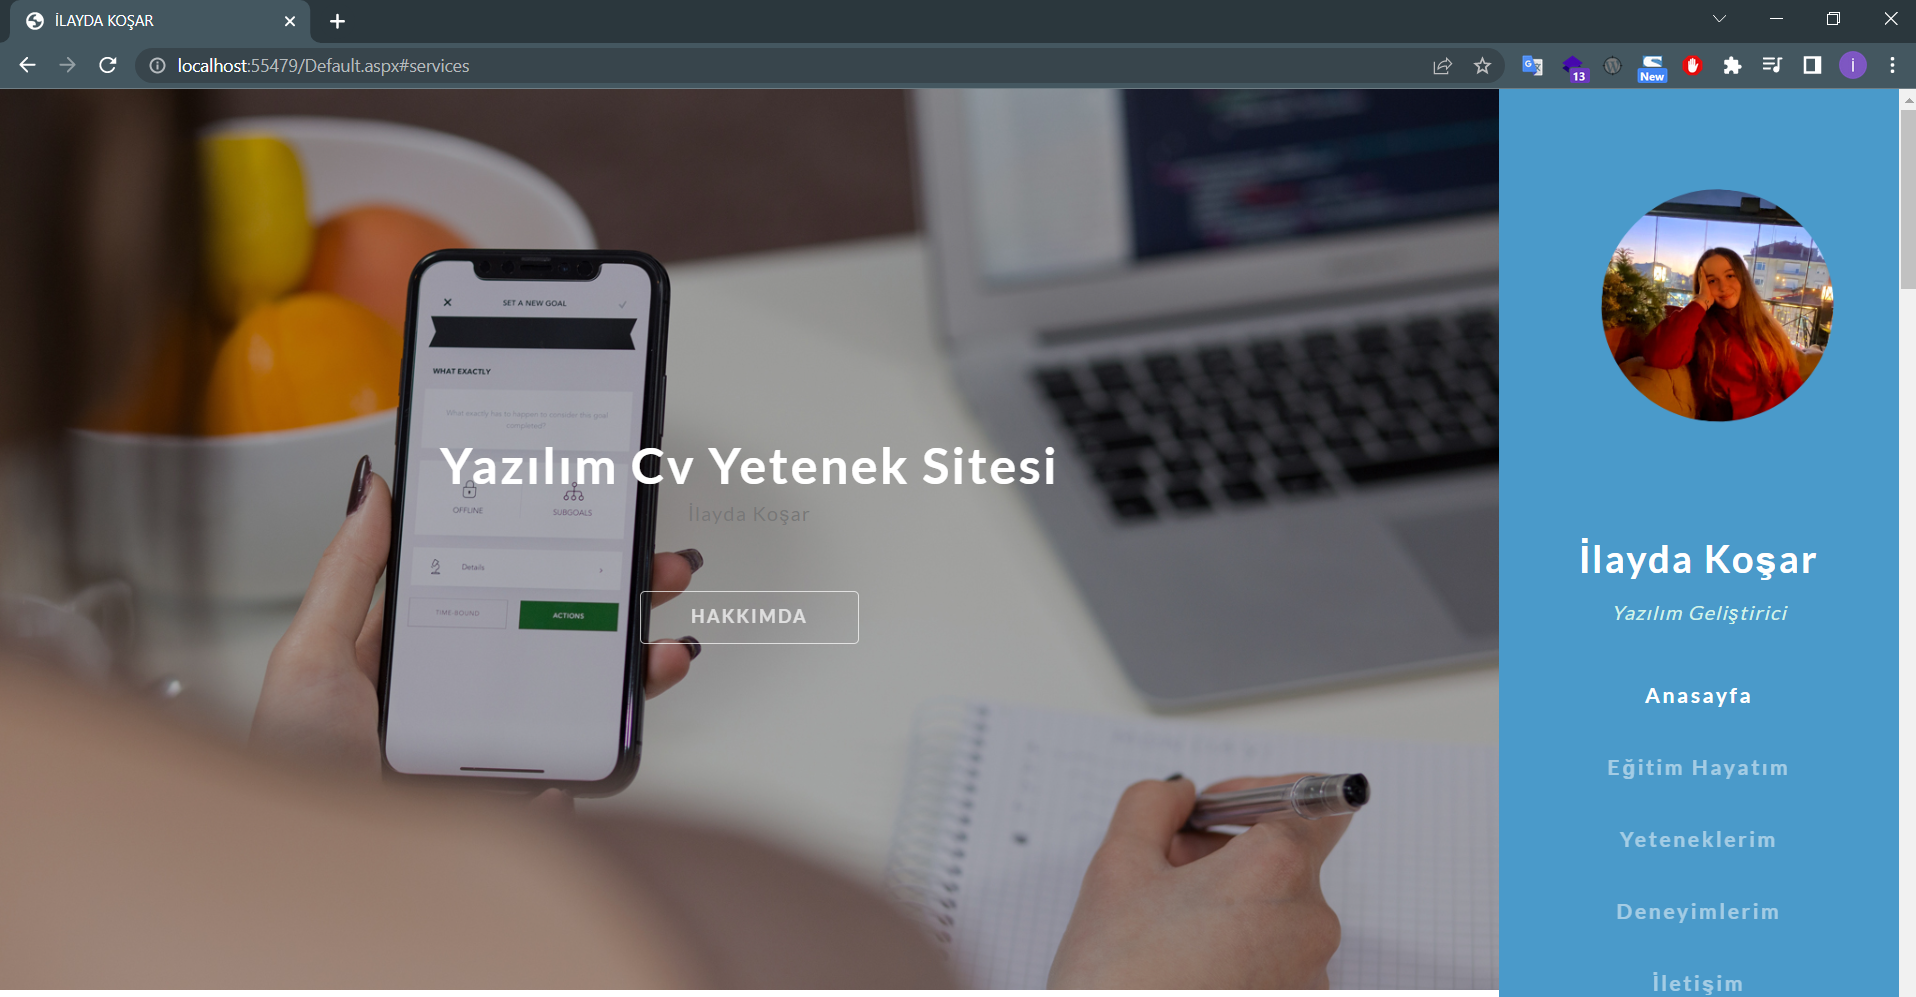 İLAYDA KOŞAR
localhost:55479/Default.aspx#services
13
New
i
SET A NEW GOAL
WHAT EXACTLY
What exactly has to happen to consider this goal
completed?
Yazılım Cv Yetenek Sitesi
OFFLINE
SUBGOALS
İlayda Koşar
Details
TIME-BOUND
ACTIONS
HAKKIMDA
İlayda Koşar
Yazılım Geliştirici
Anasayfa
Eğitim Hayatım
Yeteneklerim
Deneyimlerim
İletişim